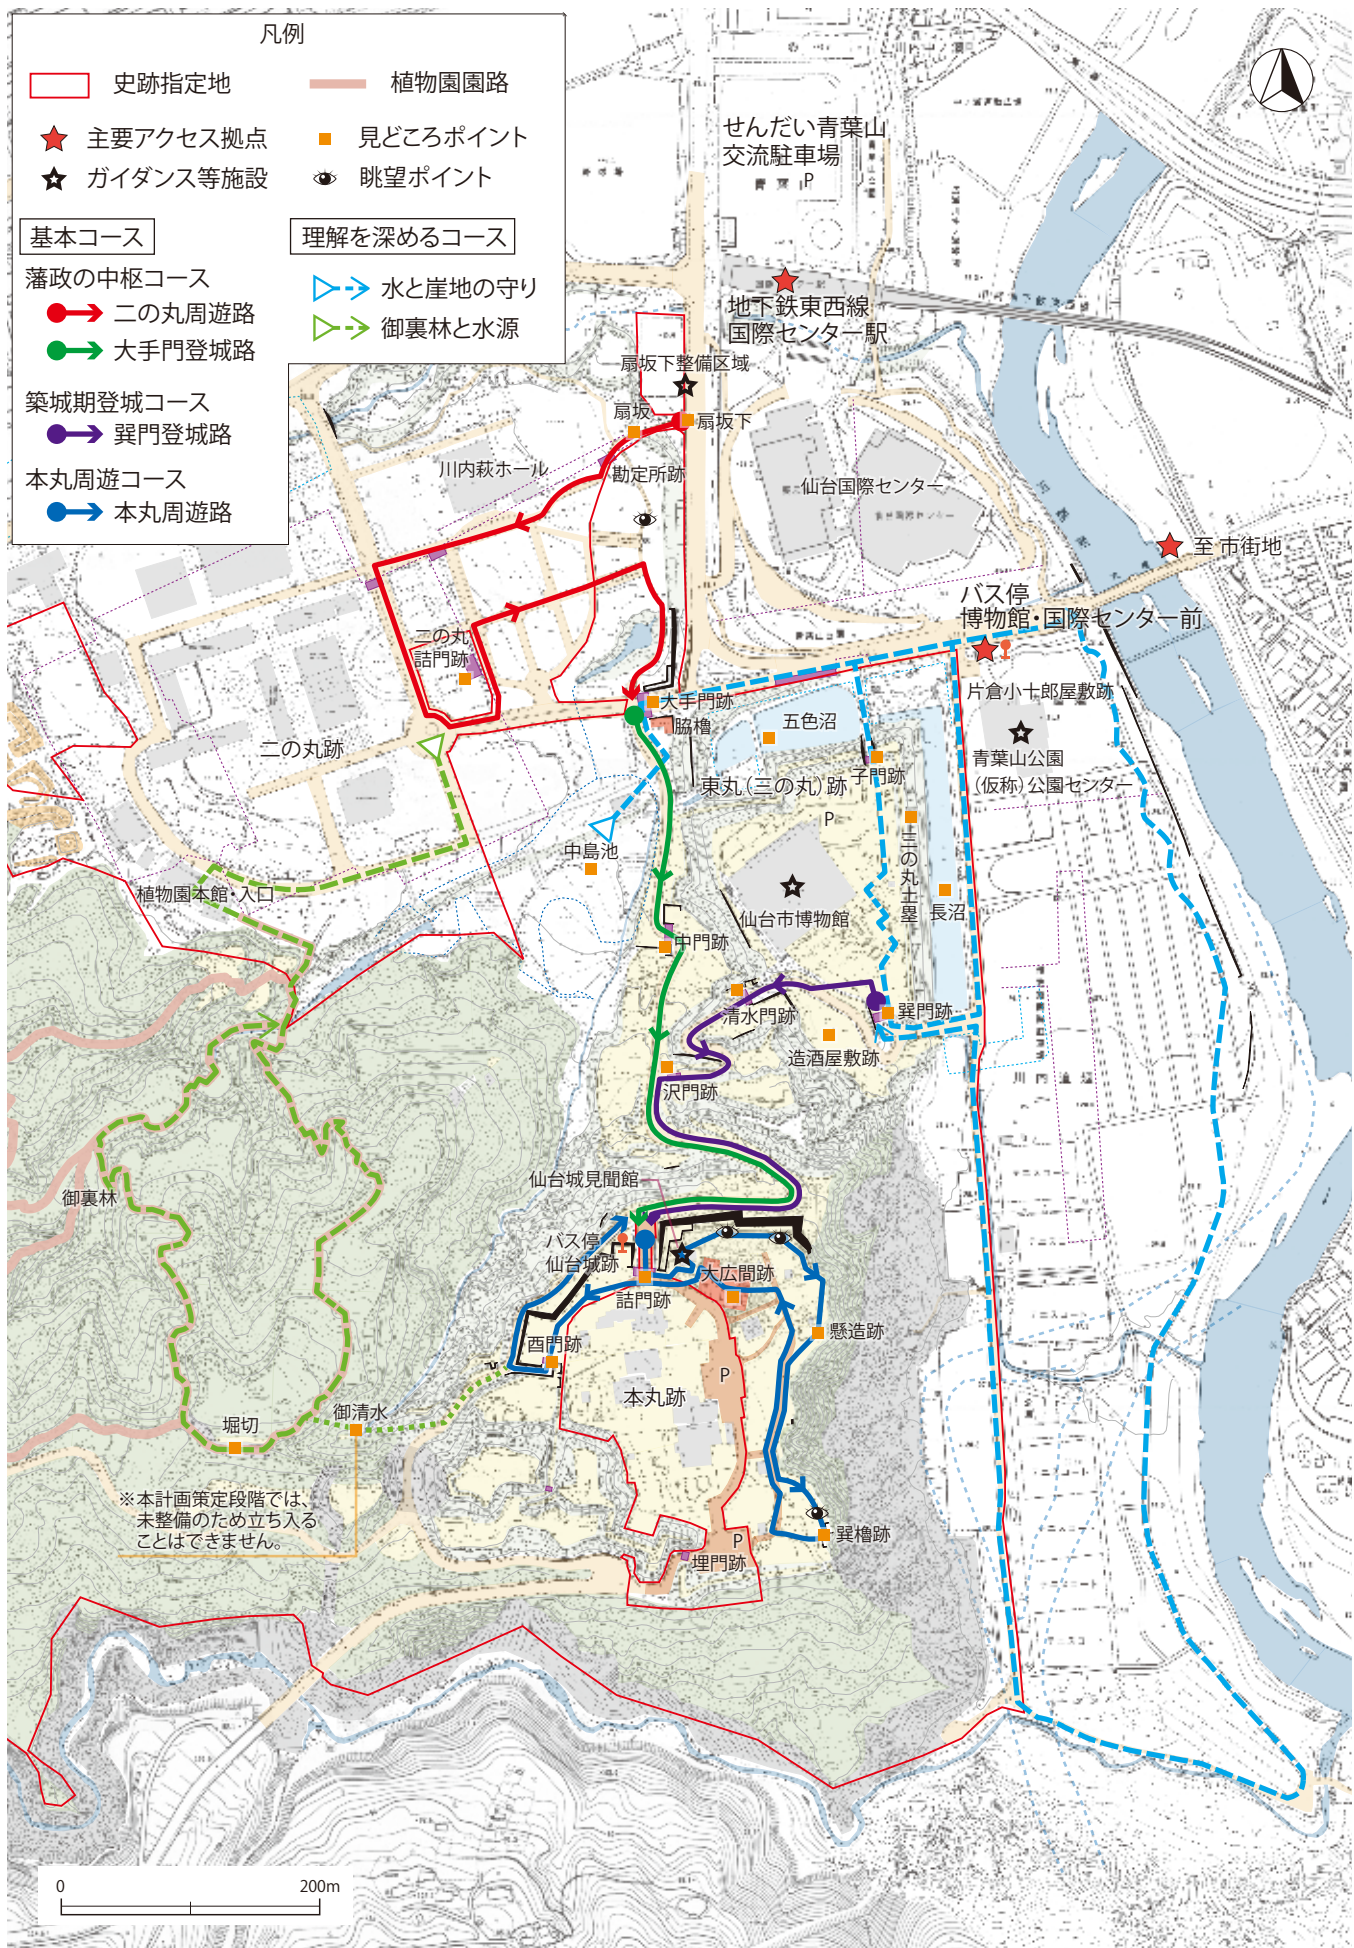 凡例
史跡指定地
植物園園路
主要アクセス拠点
見どころポイント
ガイダンス等施設
眺望ポイント
基本コース
理解を深めるコース
藩政の中枢コース
二の丸周遊路
大手門登城路
水と崖地の守り
御裏林と水源
築城期登城コース
巽門登城路
本丸周遊コース
本丸周遊路
せんだい青葉山
交流駐車場
P
地下鉄東西線
国際センター駅
扇坂下整備区域
扇坂
扇坂下
川内萩ホール
勘定所跡
仙台国際センター
至 市街地
バス停
博物館・国際センター前
二の丸
詰門跡
大手門跡
脇櫓
片倉小十郎屋敷跡
五色沼
二の丸跡
青葉山公園
(仮称)公園センター
子門跡
東丸(三の丸)跡
P
三の丸土塁
中島池
植物園本館・入口
仙台市博物館
長沼
中門跡
清水門跡
巽門跡
造酒屋敷跡
沢門跡
川内追廻
仙台城見聞館
御裏林
バス停
仙台城跡
大広間跡
詰門跡
懸造跡
酉門跡
P
本丸跡
御清水
堀切
※本計画策定段階では、
未整備のため立ち入る
ことはできません。
巽櫓跡
P
埋門跡
0
200m